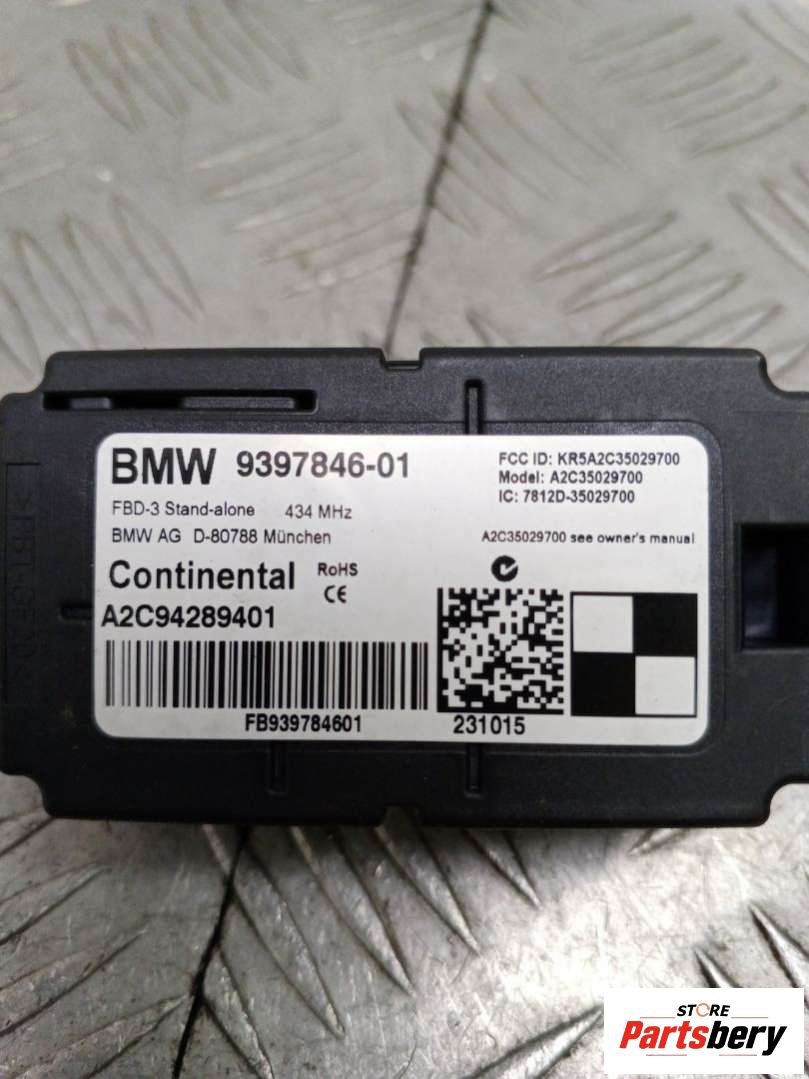 BMW 9397846-01
FBD-3 Stand-alone 434 MHz
BMW AG D-80788 München
Continental RoHS
CE
A2C94289401
FB939784601
FCC ID: KR5A2C35029700
Model: A2C35029700
IC: 7812D-35029700
A2C35029700 see owner's manual
231015
STORE
Partsbery